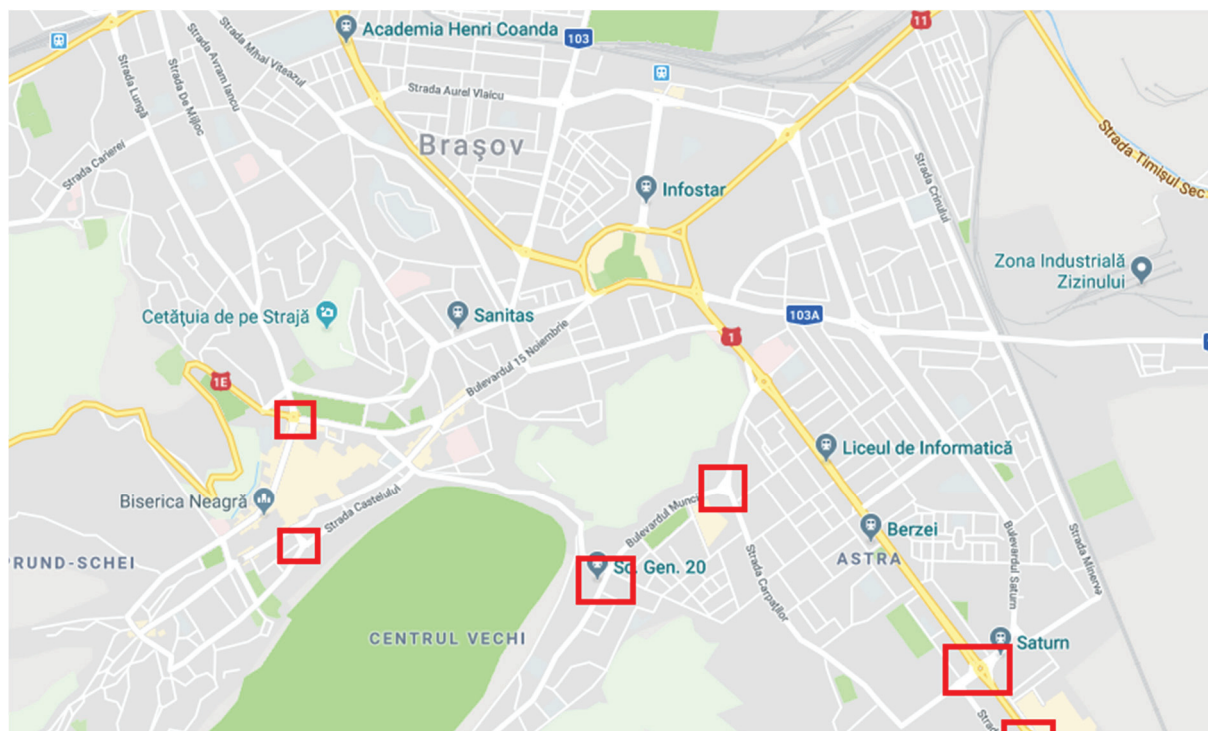 Academia Henri Coanda
103
11
Strada Lungă
Strada De Mijloc
Strada Avram Iancu
Strada Mihai Viteazul
Strada Aurel Vlaicu
Braşov
Strada Carierei
Infostar
Strada Crinului
Strada Timişul Sec
Zona Industrială
Zizinului
Cetăţuia de pe Strajă
Sanitas
103A
1
Bulevardul 15 Noiembrie
1E
Liceul de Informatică
Biserica Neagră
Strada Castelului
Bulevardul Munci
Berzei
ASTRA
PRUND-SCHEI
Sc. Gen. 20
Strada Carpaţilor
Bulevardul Saturn
Strada Minerva
CENTRUL VECHI
Saturn
Strad